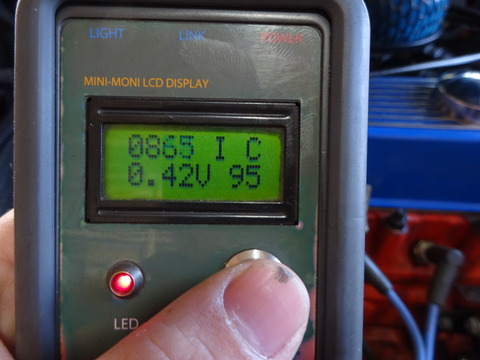 LIGHT LINK POWER
MINI-MONI LCD DISPLAY
0865 I C
0.42V 95
LED